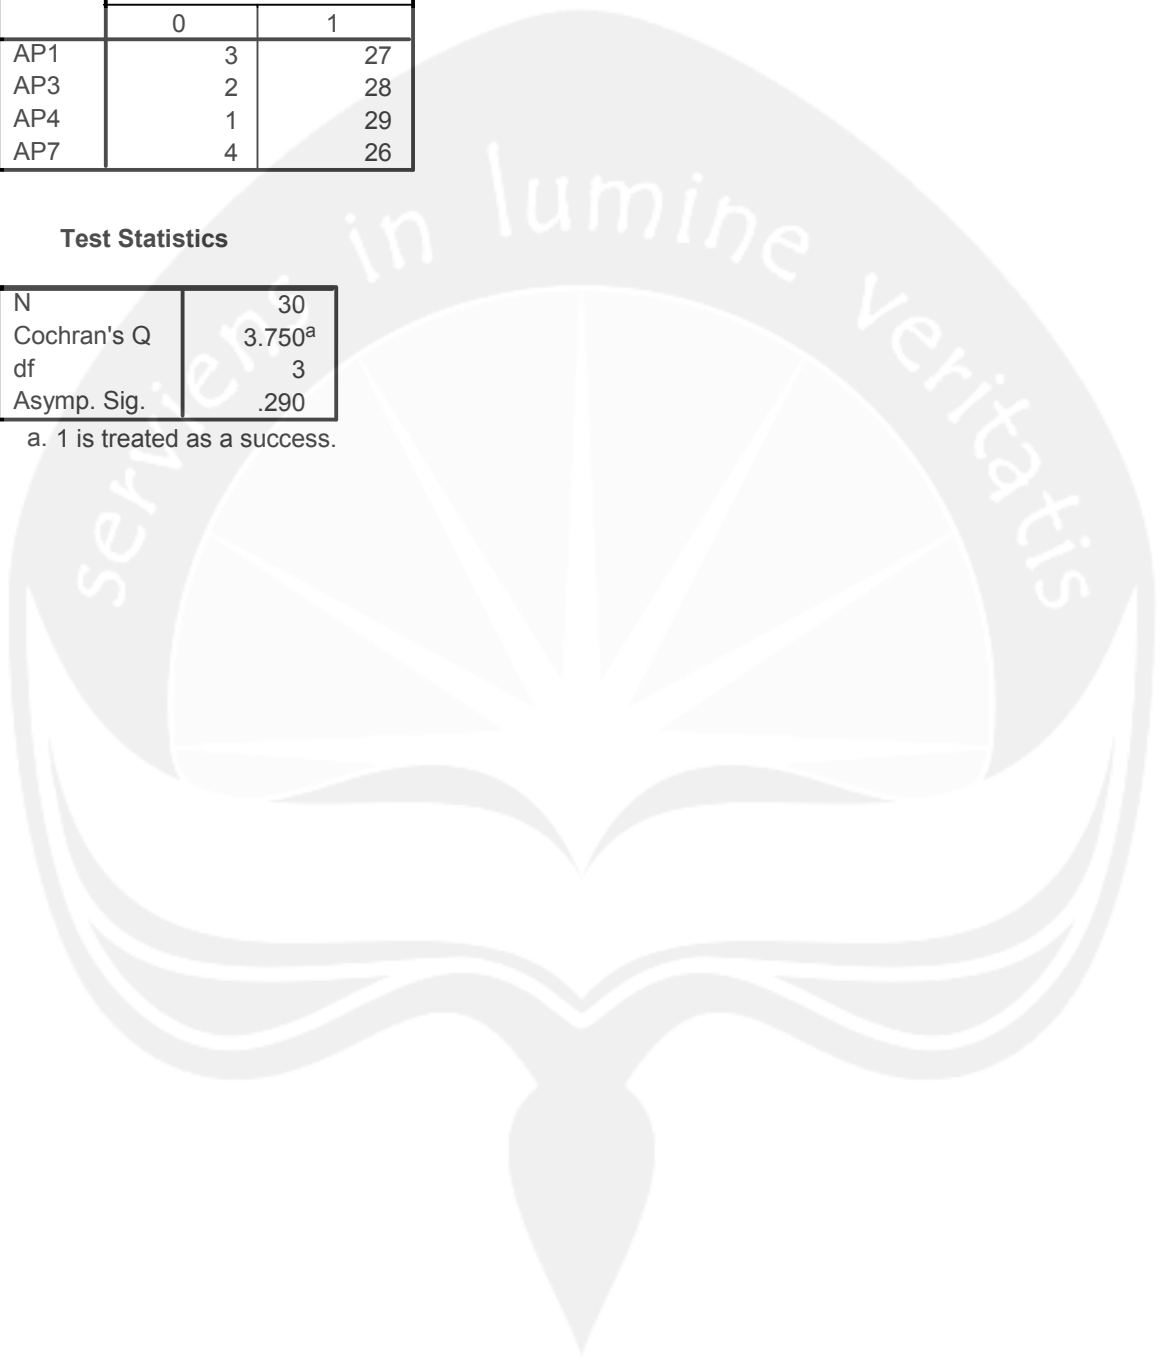 0 1
AP1 3 27
AP3 2 28
AP4 1 29
AP7 4 26
Test Statistics
N 30
Cochran's Q 3.750a
df 3
Asymp. Sig. .290
a. 1 is treated as a success.
serviens in lumine veritatis